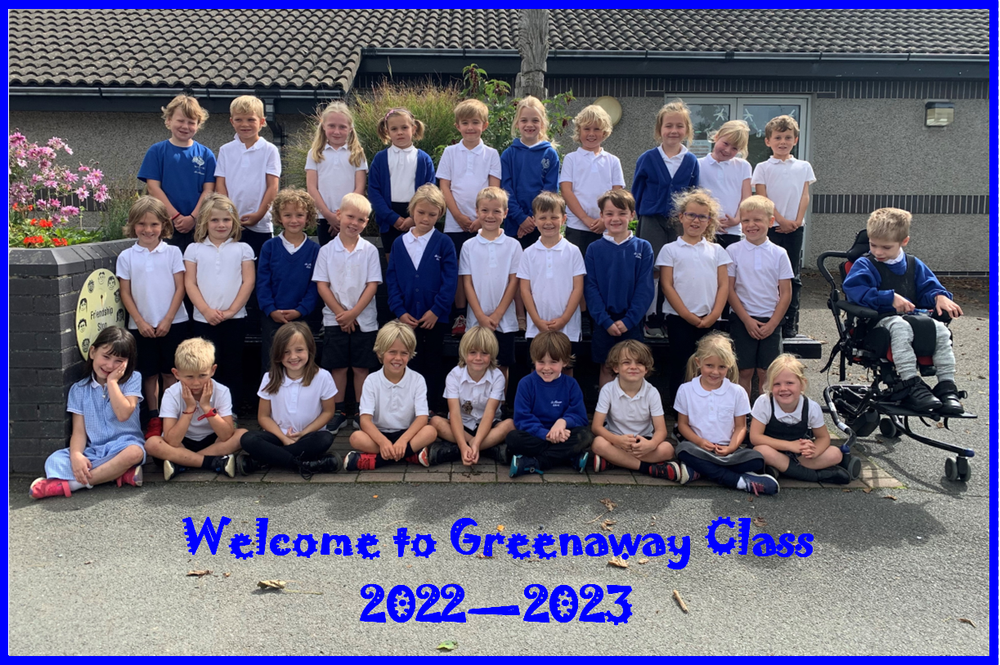 Friendship
Stop
Welcome to Greenaway Class
2022—2023